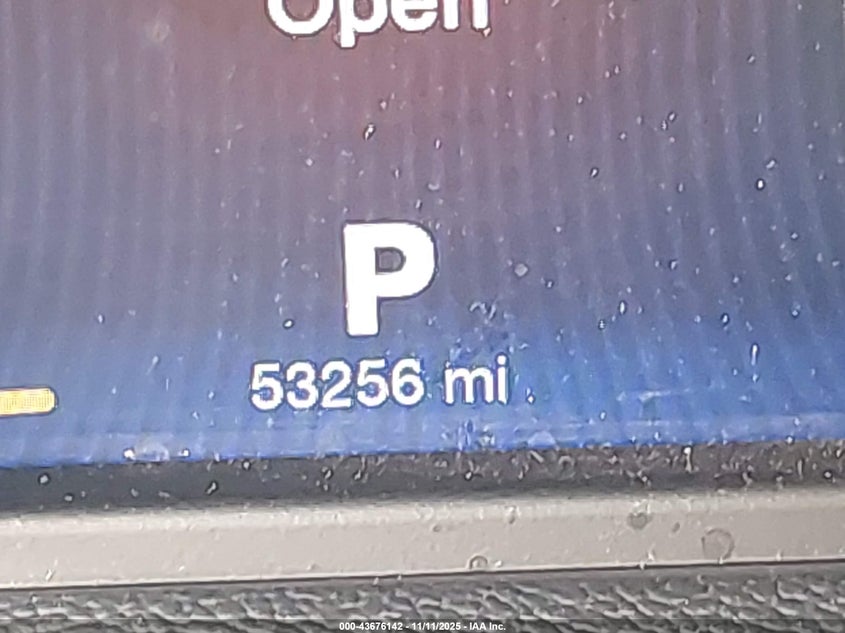 Open
P
53256 mi
000-43676142 - 11/11/2025 - IAA Inc.